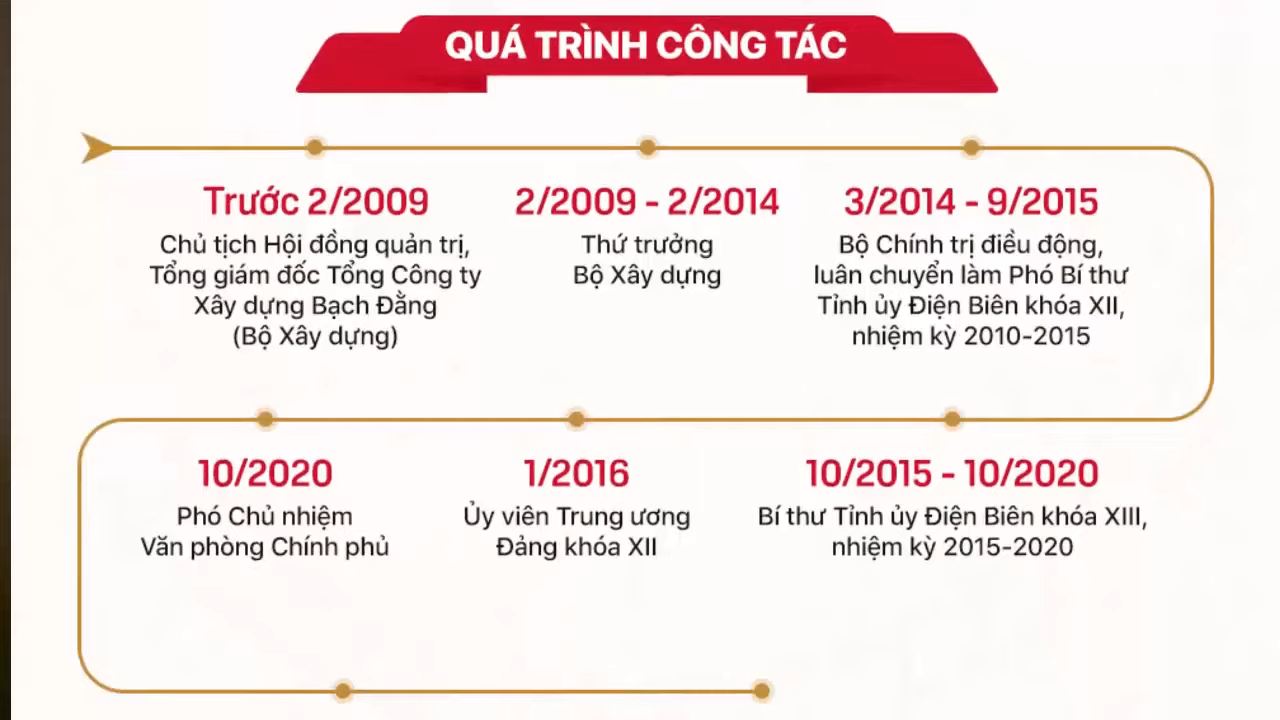 QUÁ TRÌNH CÔNG TÁC
Trước 2/2009
Chủ tịch Hội đồng quản trị,
Tổng giám đốc Tổng Công ty
Xây dựng Bạch Đằng
(Bộ Xây dựng)
2/2009 - 2/2014
Thứ trưởng
Bộ Xây dựng
3/2014 - 9/2015
Bộ Chính trị điều động,
luân chuyển làm Phó Bí thư
Tỉnh ủy Điện Biên khóa XII,
nhiệm kỳ 2010-2015
10/2020
Phó Chủ nhiệm
Văn phòng Chính phủ
1/2016
Ủy viên Trung ương
Đảng khóa XII
10/2015 - 10/2020
Bí thư Tỉnh ủy Điện Biên khóa XIII,
nhiệm kỳ 2015-2020